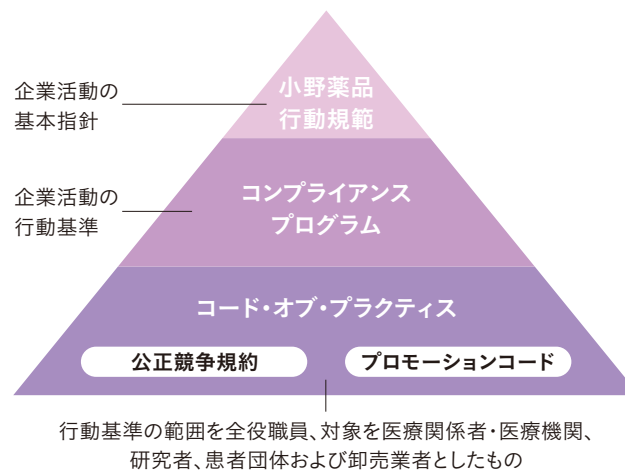 小野薬品
行動規範
企業活動の
基本指針
コンプライアンス
プログラム
企業活動の
行動基準
コード・オブ・プラクティス
公正競争規約
プロモーションコード
行動基準の範囲を全役職員、対象を医療関係者・医療機関、
研究者、患者団体および卸売業者としたもの